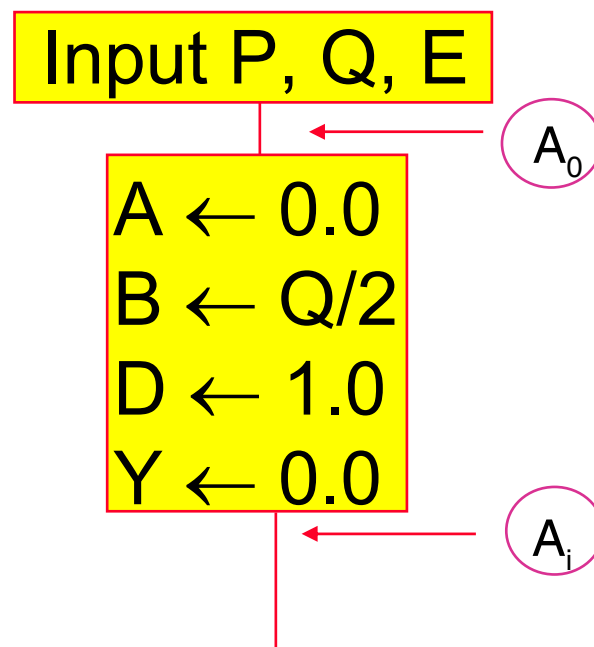 Input P, Q, E
A₀
A ← 0.0
B ← Q/2
D ← 1.0
Y ← 0.0
Aᵢ